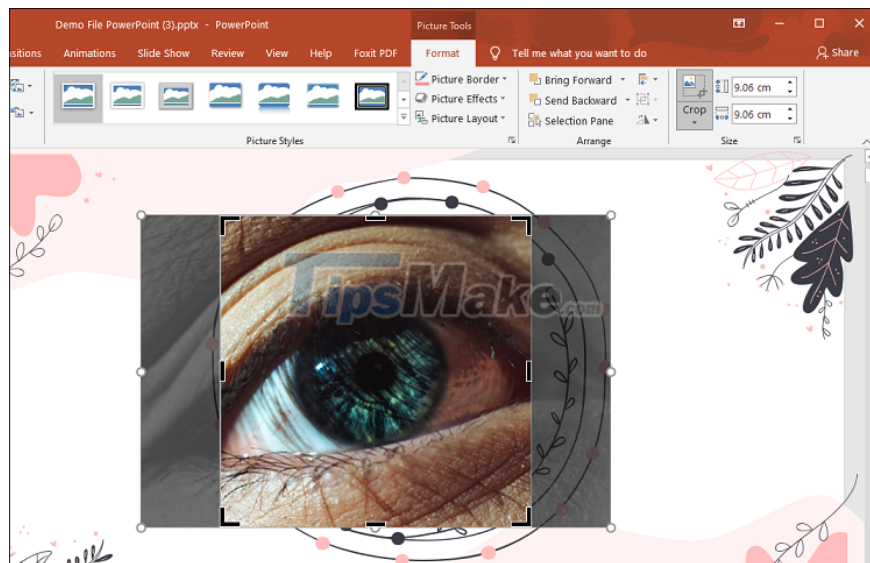 Demo File PowerPoint (3).pptx - PowerPoint
Picture Tools
sitions Animations Slide Show Review View Help Foxit PDF Format Tell me what you want to do Share
Picture Border
Picture Effects
Picture Layout
Bring Forward
Send Backward
Selection Pane
Crop
9.06 cm
9.06 cm
Picture Styles Arrange Size
TipsMake.com